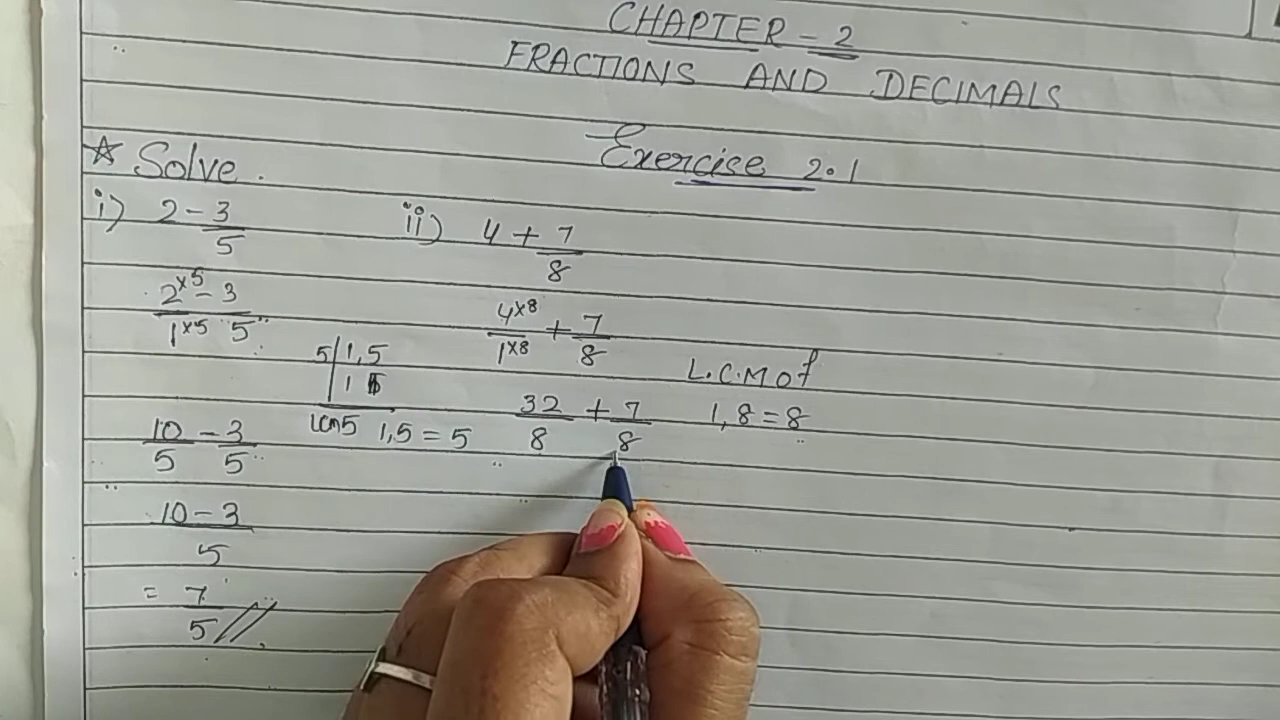 CHAPTER - 2
FRACTIONS AND DECIMALS
Exercise 2.1
☆ Solve.
i) 2 - 3/5
2×5/1×5 - 3/5
5 | 1, 5
1
1,5 = 5
10/5 - 3/5
10 - 3/5
= 7/5 //
ii) 4 + 7/8
4×8/1×8 + 7/8
L.C.M of
1, 8 = 8
32/8 + 7/8